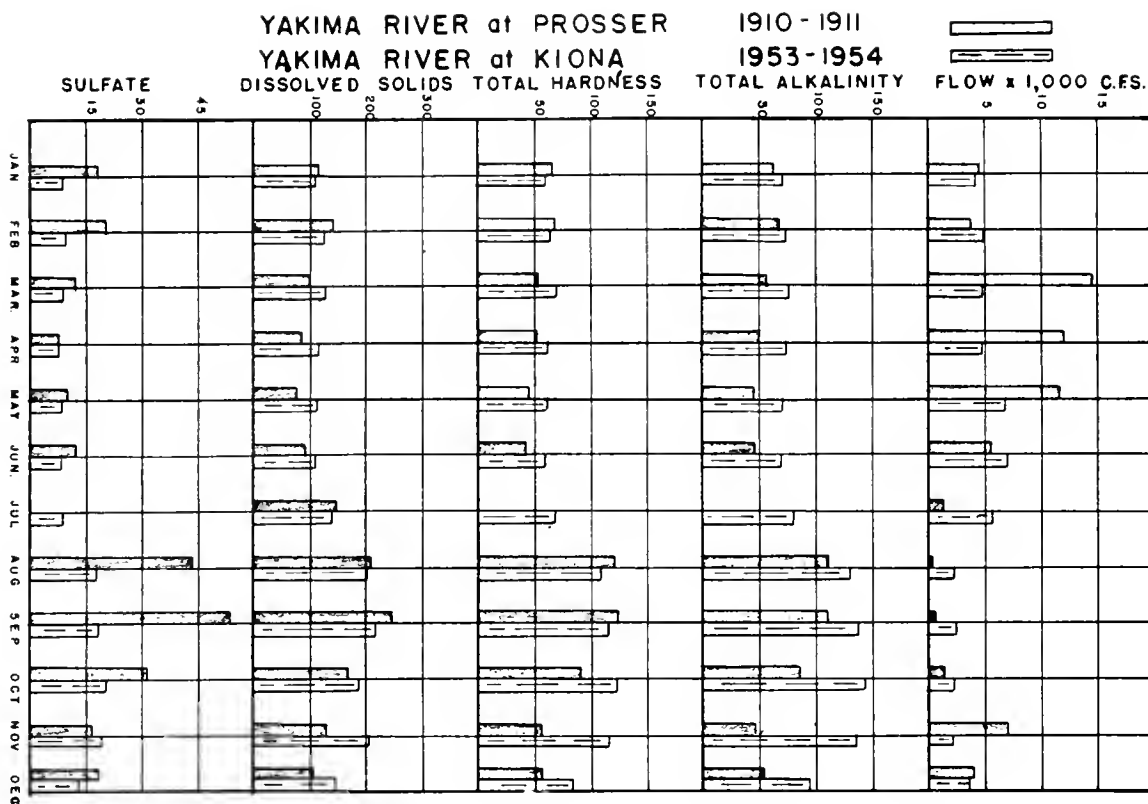 YAKIMA RIVER at PROSSER 1910-1911
YAKIMA RIVER at KIONA 1953-1954
SULFATE DISSOLVED SOLIDS TOTAL HARDNESS TOTAL ALKALINITY FLOW x 1,000 C.F.S.
15 30 45 100 200 300 50 100 150 50 100 150 5 10 15
JAN
FEB
MAR.
APR
MAY
JUN.
JUL
AUG
SEP
OCT
NOV
DEC